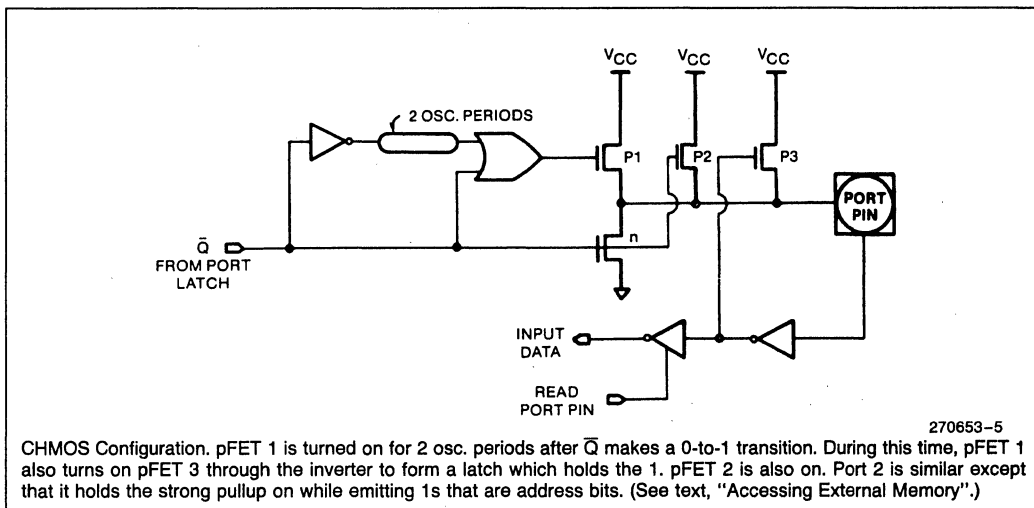 V_CC V_CC V_CC
2 OSC. PERIODS
P1 P2 P3
PORT
PIN
Q̅
FROM PORT
LATCH
n
INPUT
DATA
READ
PORT PIN
270653-5
CHMOS Configuration. pFET 1 is turned on for 2 osc. periods after Q̅ makes a 0-to-1 transition. During this time, pFET 1
also turns on pFET 3 through the inverter to form a latch which holds the 1. pFET 2 is also on. Port 2 is similar except
that it holds the strong pullup on while emitting 1s that are address bits. (See text, "Accessing External Memory".)